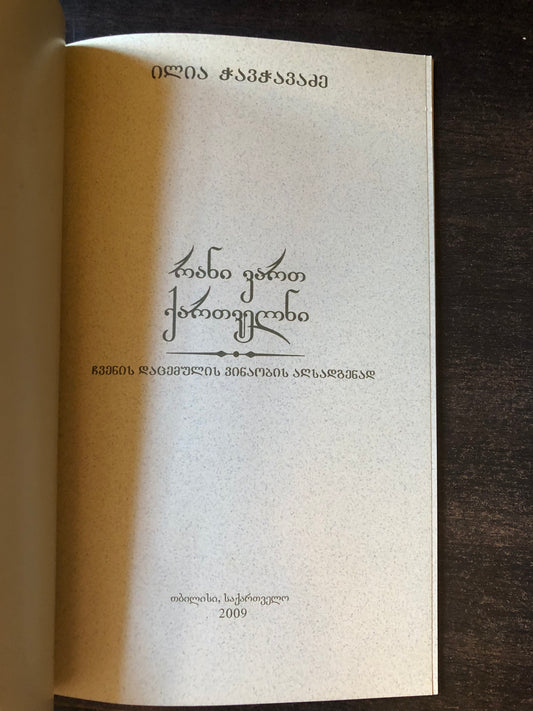 ილია ჭავჭავაძე
რანი ვართ
ქართველნი
ჩვენის დაცემულის ვინაობის აღსადგენად
თბილისი, საქართველო
2009